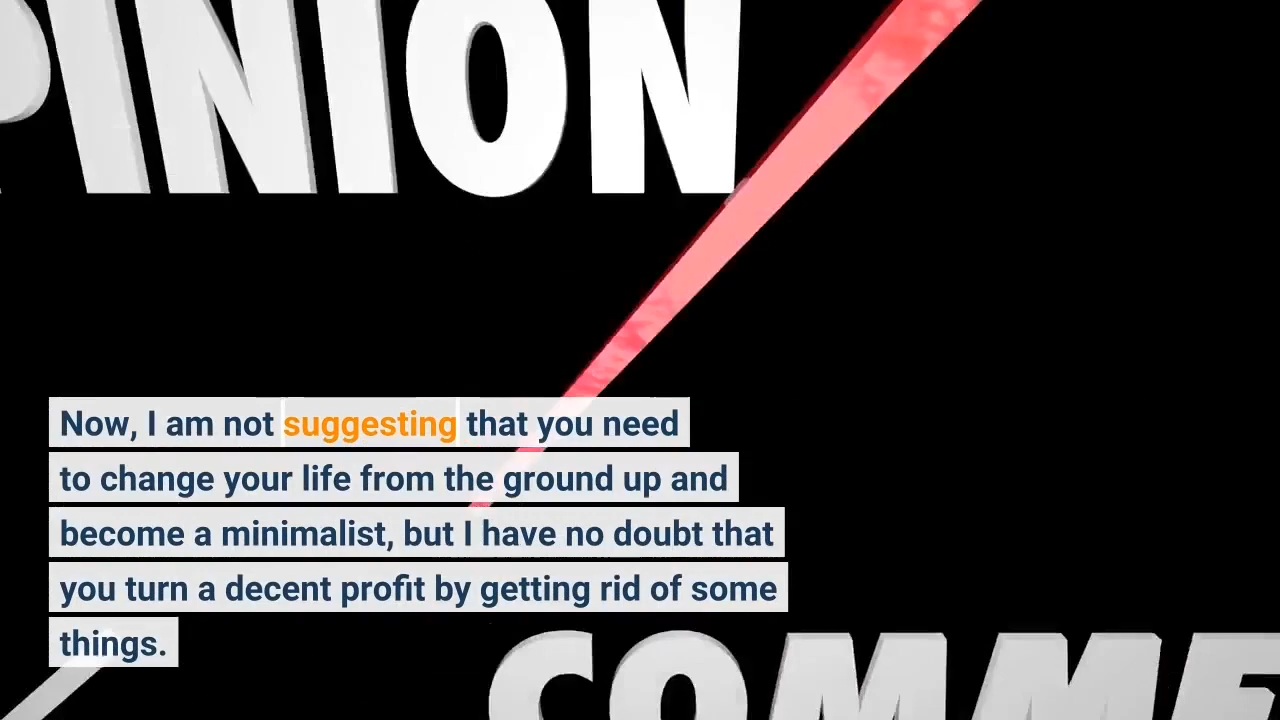 PINION
Now, I am not suggesting that you need
to change your life from the ground up and
become a minimalist, but I have no doubt that
you turn a decent profit by getting rid of some
things.
COMME